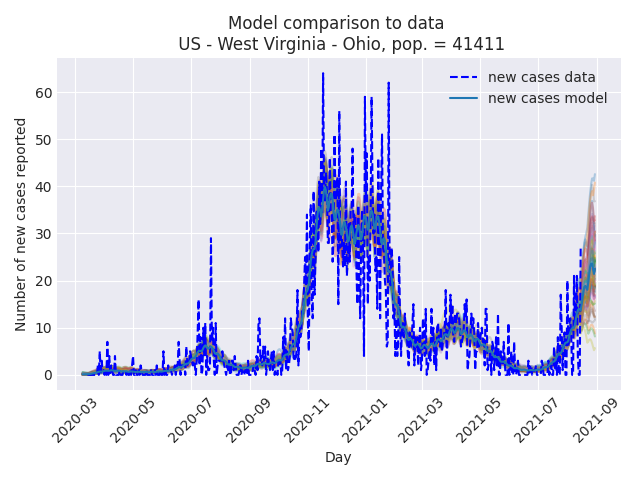 Model comparison to data
US - West Virginia - Ohio, pop. = 41411
new cases data
new cases model
Number of new cases reported
60
50
40
30
20
10
0
2020-03
2020-05
2020-07
2020-09
2020-11
2021-01
2021-03
2021-05
2021-07
2021-09
Day